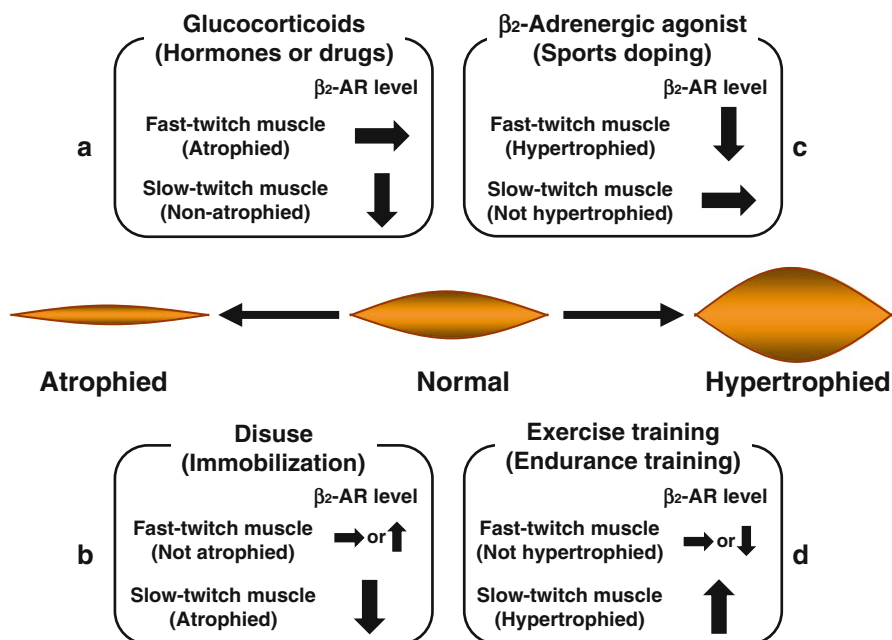 Glucocorticoids
(Hormones or drugs)
β2-AR level
a
Fast-twitch muscle
(Atrophied)
Slow-twitch muscle
(Non-atrophied)
β2-Adrenergic agonist
(Sports doping)
β2-AR level
Fast-twitch muscle
(Hypertrophied)
c
Slow-twitch muscle
(Not hypertrophied)
Atrophied
Normal
Hypertrophied
Disuse
(Immobilization)
β2-AR level
b
Fast-twitch muscle
(Not atrophied)
or
Slow-twitch muscle
(Atrophied)
Exercise training
(Endurance training)
β2-AR level
Fast-twitch muscle
(Not hypertrophied)
or
d
Slow-twitch muscle
(Hypertrophied)